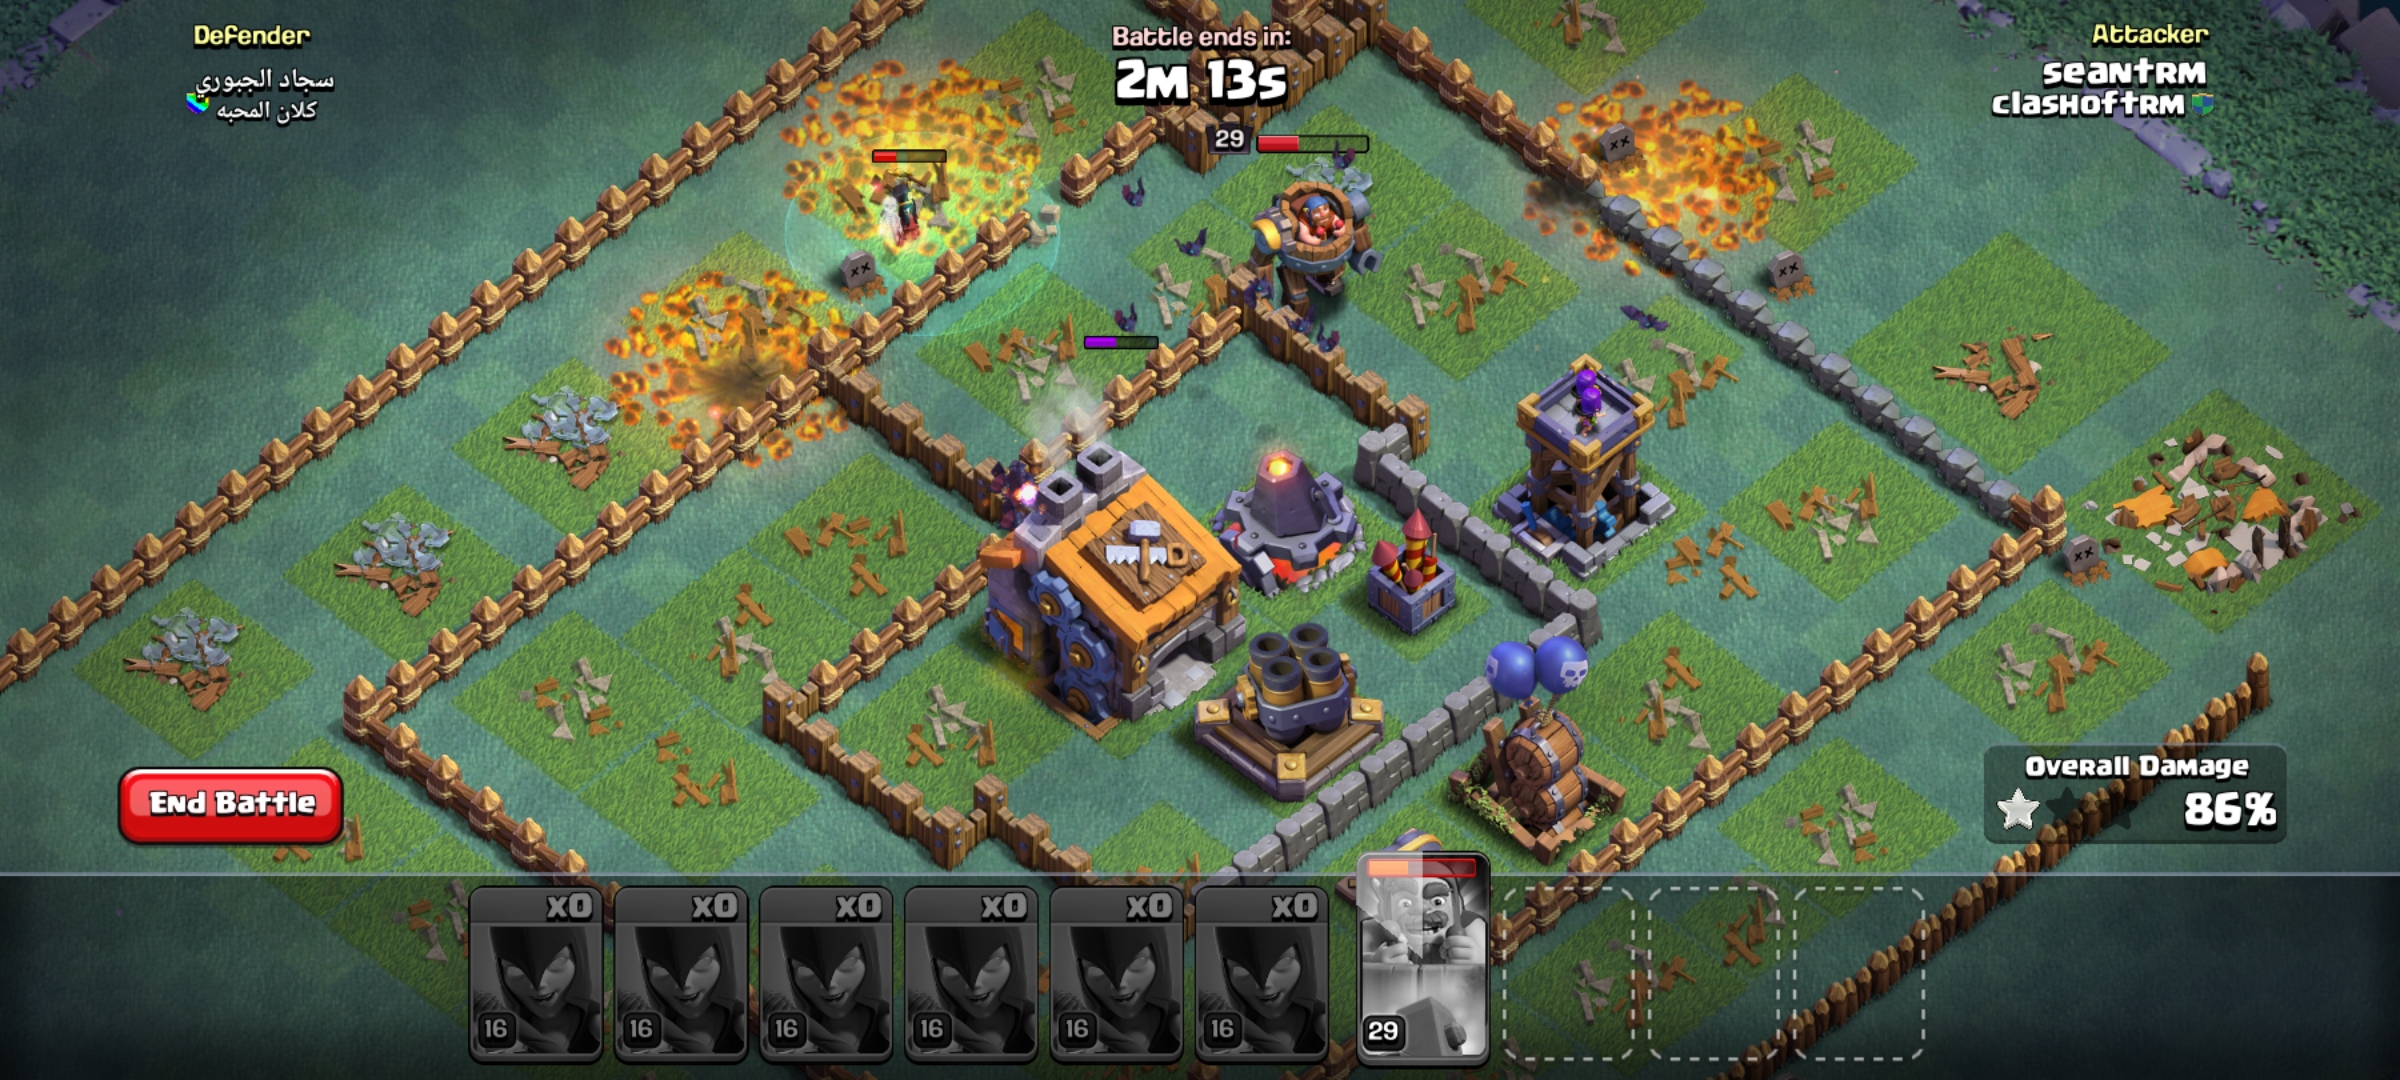 Defender
سجاد الجبوري
كلان المحبه
Battle ends in:
2M 13s
Attacker
seantrm
clashoftrm
29
End Battle
Overall Damage
86%
x0
x0
x0
x0
x0
x0
16
16
16
16
16
16
29